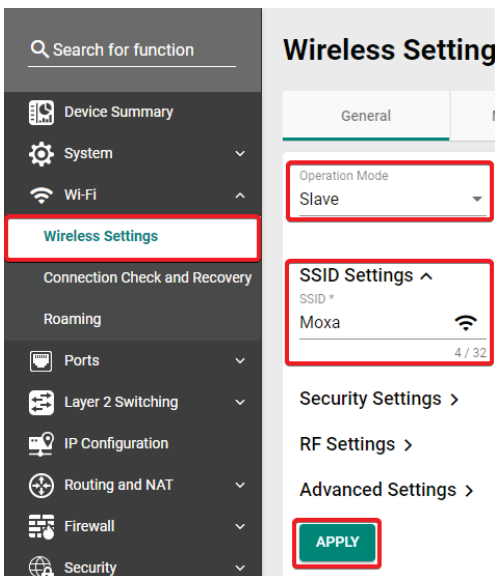 Search for function
Device Summary
System
Wi-Fi
Wireless Settings
Connection Check and Recovery
Roaming
Ports
Layer 2 Switching
IP Configuration
Routing and NAT
Firewall
Security
Wireless Setting
General
Operation Mode
Slave
SSID Settings
SSID *
Moxa
4 / 32
Security Settings
RF Settings
Advanced Settings
APPLY